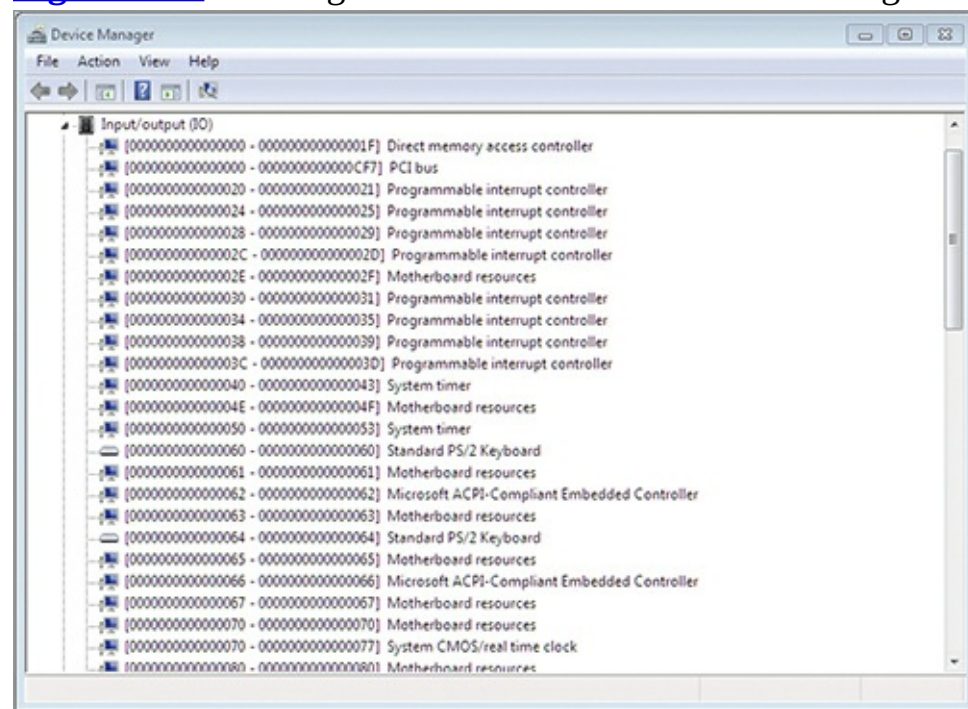 Device Manager
File Action View Help
Input/output (IO)
[0000000000000000 - 000000000000001F] Direct memory access controller
[0000000000000000 - 0000000000000CF7] PCI bus
[0000000000000020 - 0000000000000021] Programmable interrupt controller
[0000000000000024 - 0000000000000025] Programmable interrupt controller
[0000000000000028 - 0000000000000029] Programmable interrupt controller
[000000000000002C - 000000000000002D] Programmable interrupt controller
[000000000000002E - 000000000000002F] Motherboard resources
[0000000000000030 - 0000000000000031] Programmable interrupt controller
[0000000000000034 - 0000000000000035] Programmable interrupt controller
[0000000000000038 - 0000000000000039] Programmable interrupt controller
[000000000000003C - 000000000000003D] Programmable interrupt controller
[0000000000000040 - 0000000000000043] System timer
[000000000000004E - 000000000000004F] Motherboard resources
[0000000000000050 - 0000000000000053] System timer
[0000000000000060 - 0000000000000060] Standard PS/2 Keyboard
[0000000000000061 - 0000000000000061] Motherboard resources
[0000000000000062 - 0000000000000062] Microsoft ACPI-Compliant Embedded Controller
[0000000000000063 - 0000000000000063] Motherboard resources
[0000000000000064 - 0000000000000064] Standard PS/2 Keyboard
[0000000000000065 - 0000000000000065] Motherboard resources
[0000000000000066 - 0000000000000066] Microsoft ACPI-Compliant Embedded Controller
[0000000000000067 - 0000000000000067] Motherboard resources
[0000000000000070 - 0000000000000070] Motherboard resources
[0000000000000070 - 0000000000000077] System CMOS/real time clock
[0000000000000080 - 0000000000000080] Motherboard resources